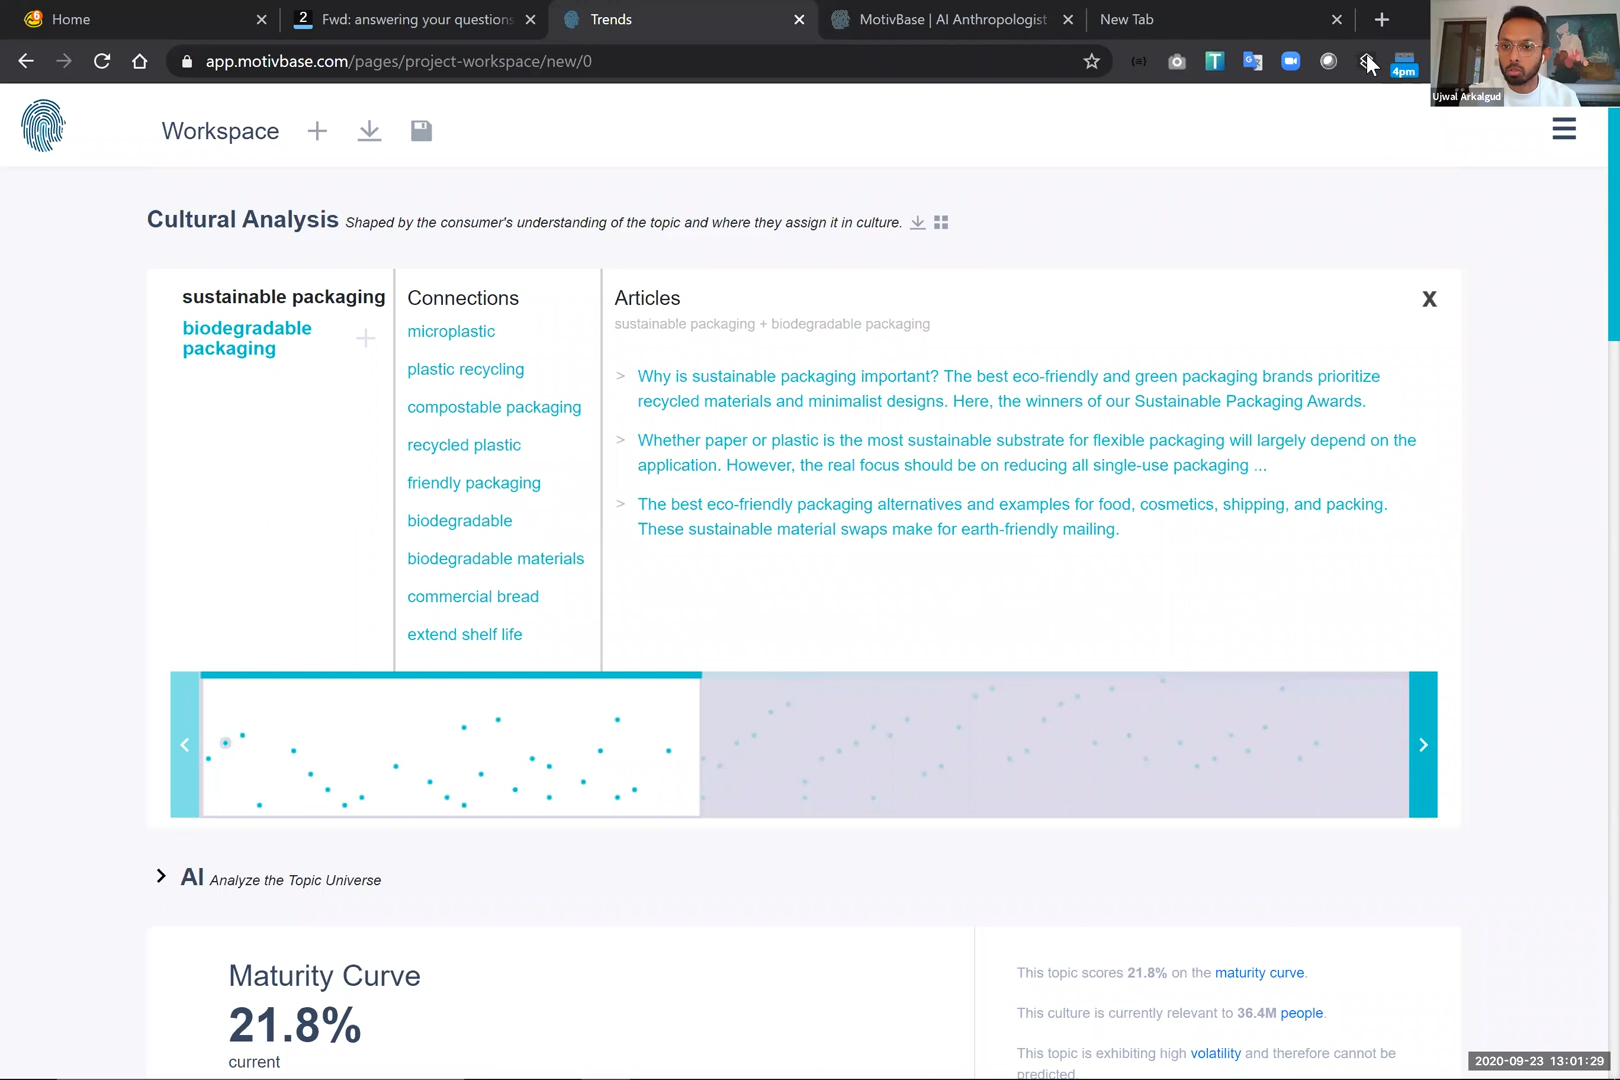 Home
2 Fwd: answering your questions
Trends
MotivBase | AI Anthropologist
New Tab
app.motivbase.com/pages/project-workspace/new/0
4pm
Ujwal Arkalgud
Workspace
Cultural Analysis Shaped by the consumer's understanding of the topic and where they assign it in culture.
sustainable packaging
biodegradable
packaging
Connections
microplastic
plastic recycling
compostable packaging
recycled plastic
friendly packaging
biodegradable
biodegradable materials
commercial bread
extend shelf life
Articles
X
sustainable packaging + biodegradable packaging
> Why is sustainable packaging important? The best eco-friendly and green packaging brands prioritize
recycled materials and minimalist designs. Here, the winners of our Sustainable Packaging Awards.
> Whether paper or plastic is the most sustainable substrate for flexible packaging will largely depend on the
application. However, the real focus should be on reducing all single-use packaging ...
> The best eco-friendly packaging alternatives and examples for food, cosmetics, shipping, and packing.
These sustainable material swaps make for earth-friendly mailing.
AI Analyze the Topic Universe
Maturity Curve
21.8%
current
This topic scores 21.8% on the maturity curve.
This culture is currently relevant to 36.4M people.
This topic is exhibiting high volatility and therefore cannot be
predicted.
2020-09-23 13:01:29